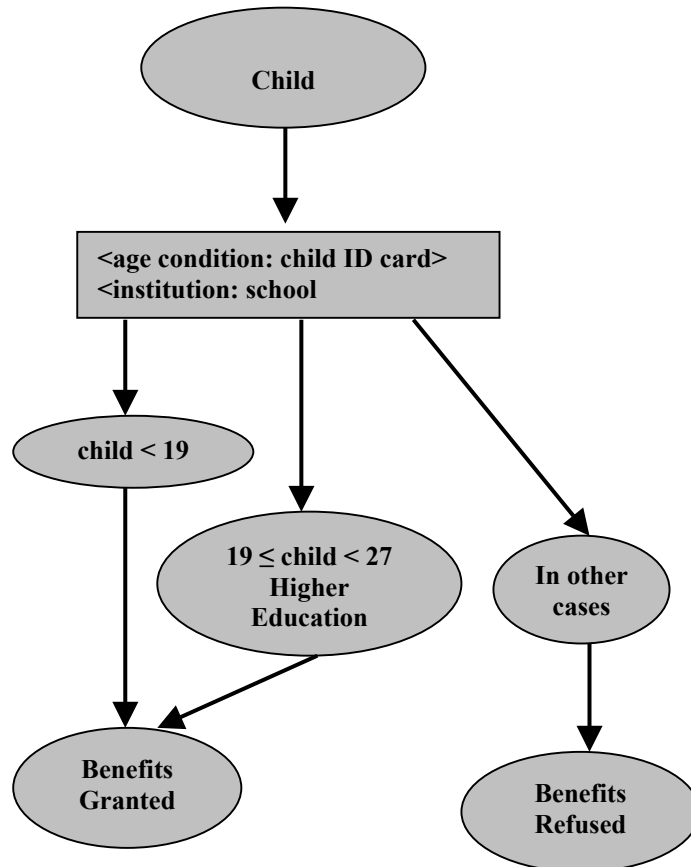 Child
<age condition: child ID card>
<institution: school
child < 19
19 ≤ child < 27
Higher
Education
In other
cases
Benefits
Granted
Benefits
Refused